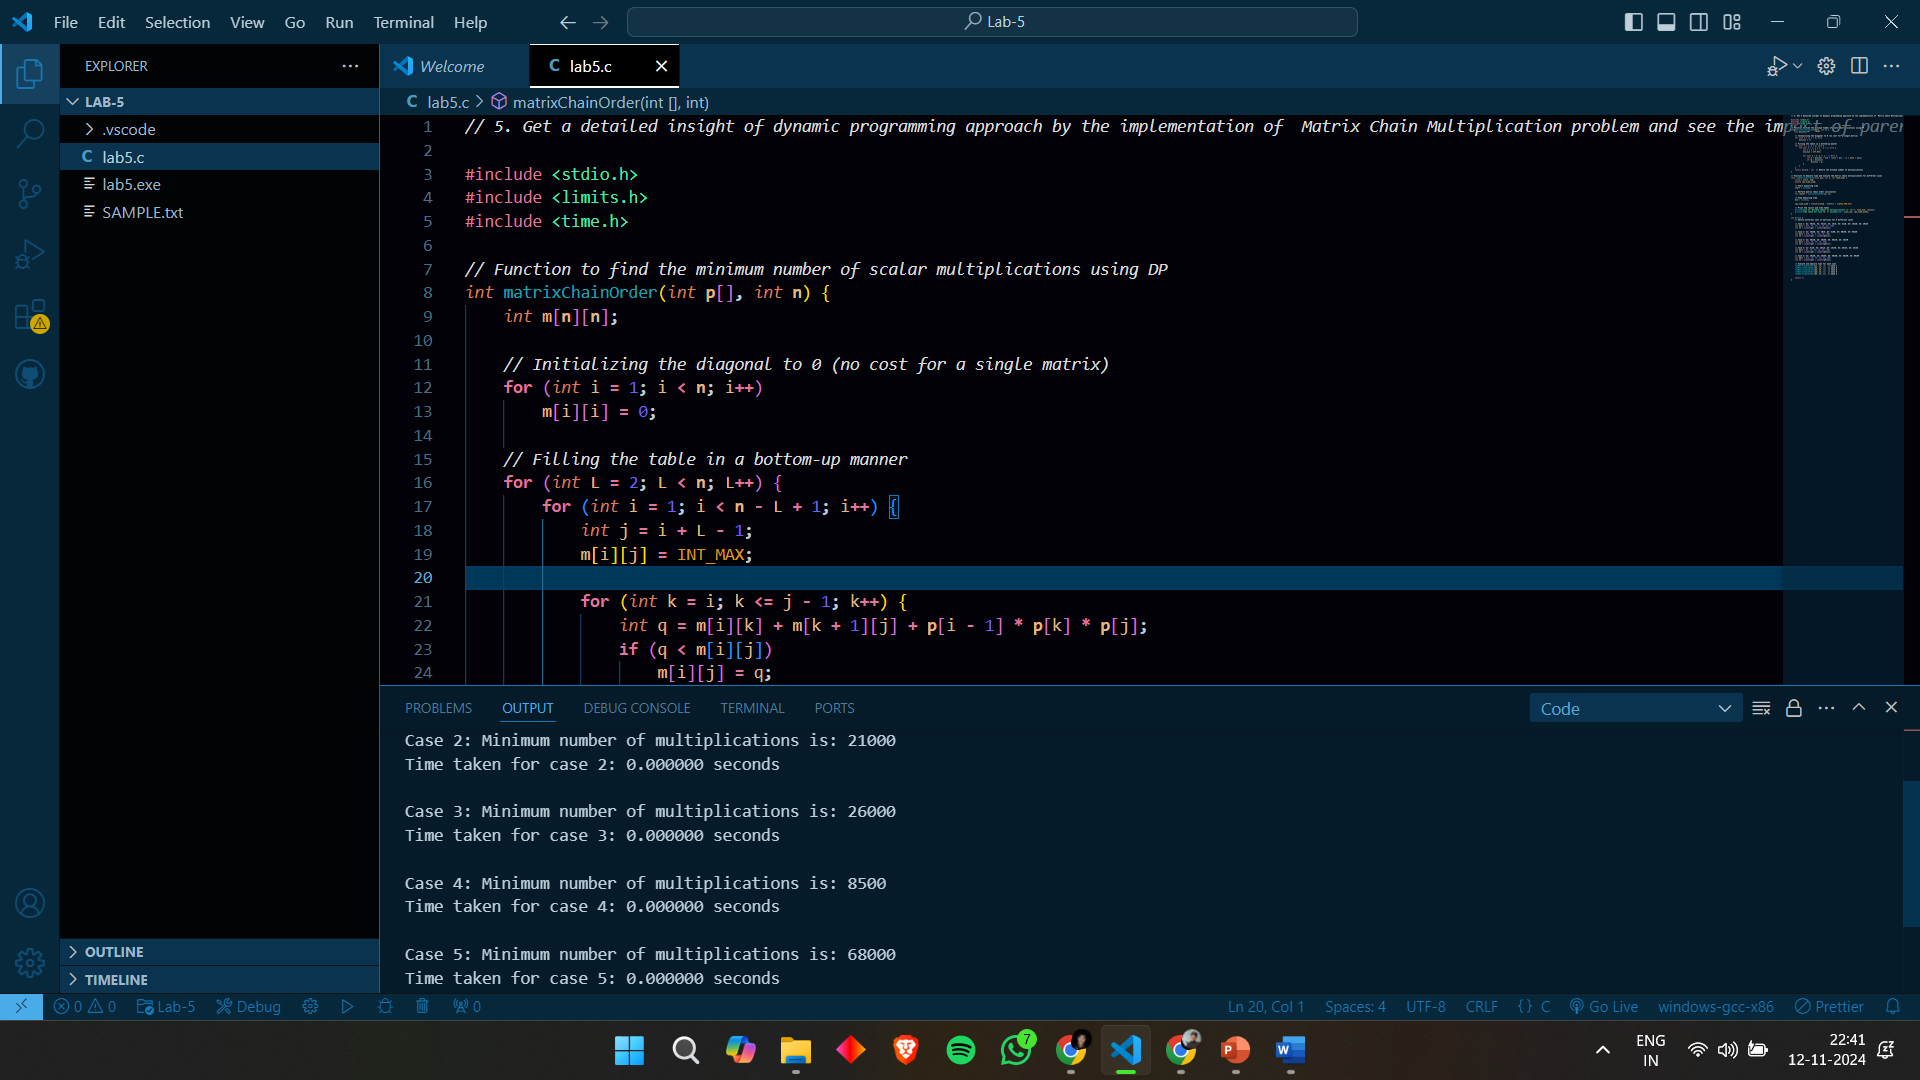 File Edit Selection View Go Run Terminal Help
Lab-5
EXPLORER
Welcome
C lab5.c
LAB-5
.vscode
C lab5.c
lab5.exe
SAMPLE.txt
C lab5.c > matrixChainOrder(int [], int)
1 // 5. Get a detailed insight of dynamic programming approach by the implementation of  Matrix Chain Multiplication problem and see the impact of paren
2
3 #include <stdio.h>
4 #include <limits.h>
5 #include <time.h>
6
7 // Function to find the minimum number of scalar multiplications using DP
8 int matrixChainOrder(int p[], int n) {
9     int m[n][n];
10
11     // Initializing the diagonal to 0 (no cost for a single matrix)
12     for (int i = 1; i < n; i++)
13         m[i][i] = 0;
14
15     // Filling the table in a bottom-up manner
16     for (int L = 2; L < n; L++) {
17         for (int i = 1; i < n - L + 1; i++) {
18             int j = i + L - 1;
19             m[i][j] = INT_MAX;
20
21             for (int k = i; k <= j - 1; k++) {
22                 int q = m[i][k] + m[k + 1][j] + p[i - 1] * p[k] * p[j];
23                 if (q < m[i][j])
24                     m[i][j] = q;
PROBLEMS OUTPUT DEBUG CONSOLE TERMINAL PORTS
Code
Case 2: Minimum number of multiplications is: 21000
Time taken for case 2: 0.000000 seconds
Case 3: Minimum number of multiplications is: 26000
Time taken for case 3: 0.000000 seconds
Case 4: Minimum number of multiplications is: 8500
Time taken for case 4: 0.000000 seconds
Case 5: Minimum number of multiplications is: 68000
Time taken for case 5: 0.000000 seconds
OUTLINE
TIMELINE
0 0 Lab-5 Debug 0
Ln 20, Col 1 Spaces: 4 UTF-8 CRLF {} C Go Live windows-gcc-x86 Prettier
7
ENG
IN
22:41
12-11-2024